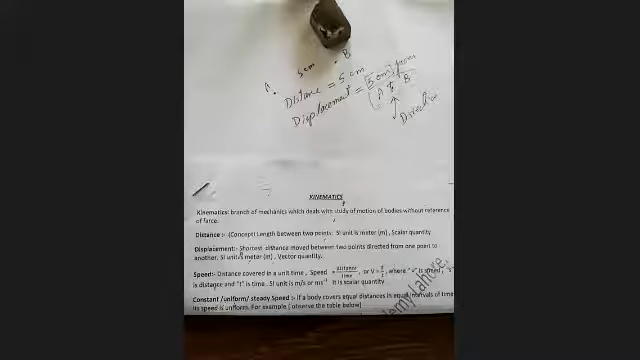 A . 5 cm . B
Distance = 5 cm
Displacement = 5 cm from
A to B
Direction
KINEMATICS
Kinematics: branch of mechanics which deals with study of motion of bodies without reference
of farce.
Distance :- (Concept) Length between two points. SI unit is meter (m) , Scalar quantity
Displacement:- Shortest distance moved between two points directed from one point to
another. SI unit is meter (m) , Vector quantity.
Speed:- Distance covered in a unit time , Speed = distance/time , or V = s/t , where "v" is speed , "s"
is distance and "t" is time . SI unit is m/s or ms⁻¹ It is scalar quantity
Constant /uniform/ steady Speed :- If a body covers equal distances in equal intervals of time
its speed is uniform. For example ( observe the table below)